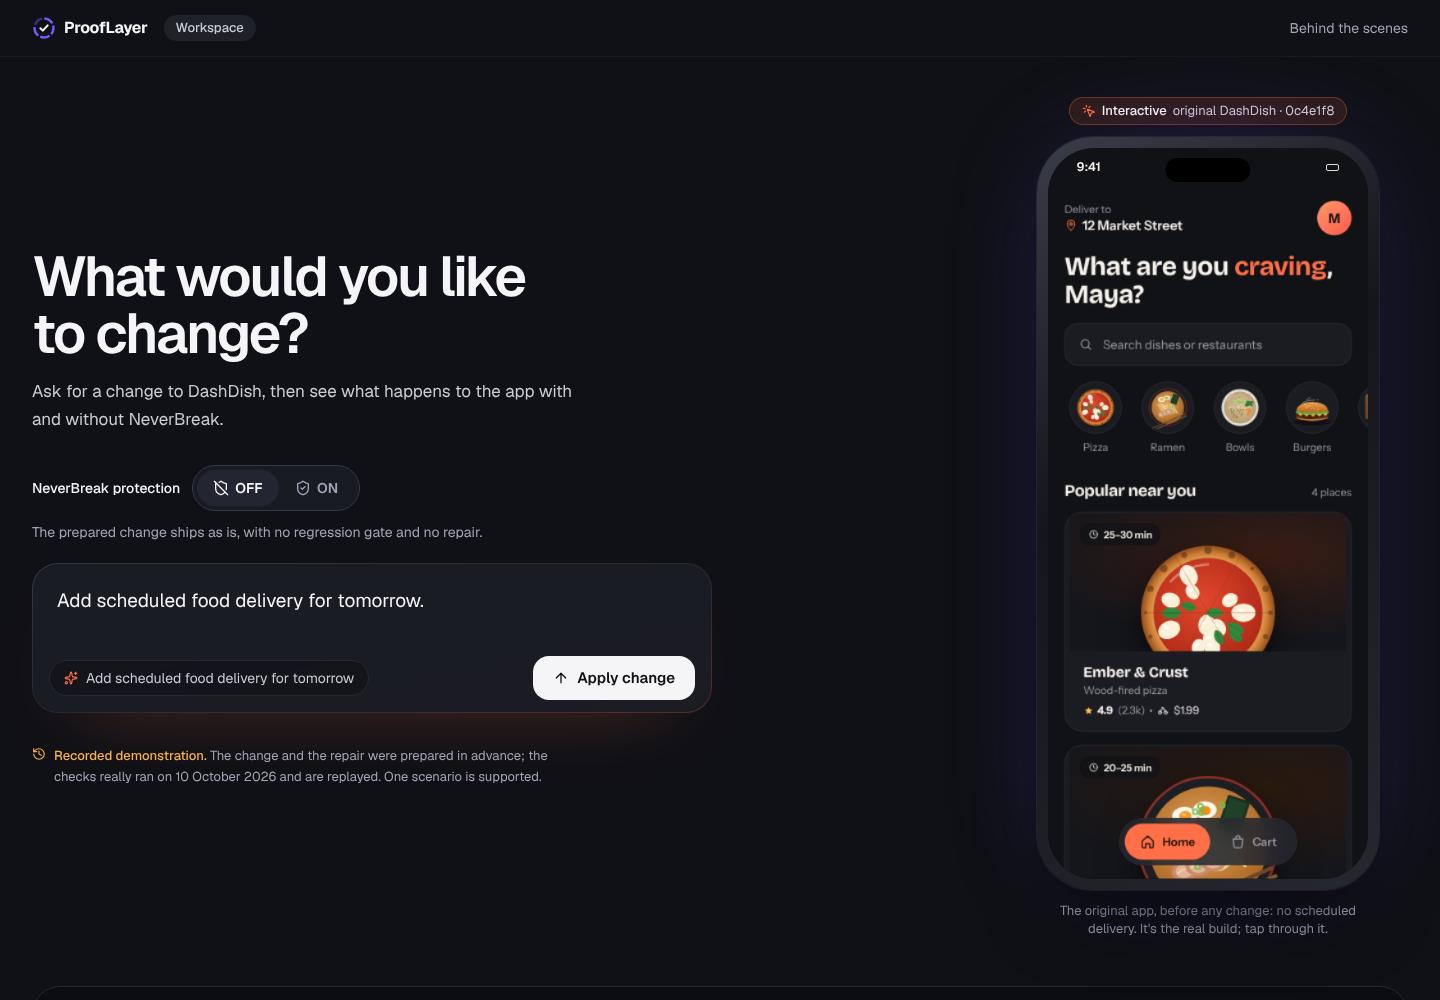 ProofLayer
Workspace
Behind the scenes
What would you like
to change?
Ask for a change to DashDish, then see what happens to the app with
and without NeverBreak.
NeverBreak protection
OFF
ON
The prepared change ships as is, with no regression gate and no repair.
Add scheduled food delivery for tomorrow.
Add scheduled food delivery for tomorrow
Apply change
Recorded demonstration. The change and the repair were prepared in advance; the
checks really ran on 10 October 2026 and are replayed. One scenario is supported.
Interactive original DashDish · 0c4e1f8
9:41
Deliver to
12 Market Street
M
What are you craving,
Maya?
Search dishes or restaurants
Pizza Ramen Bowls Burgers
Popular near you
4 places
25–30 min
Ember & Crust
Wood-fired pizza
4.9 (2.3k) • $1.99
20–25 min
Home
Cart
The original app, before any change: no scheduled
delivery. It's the real build; tap through it.